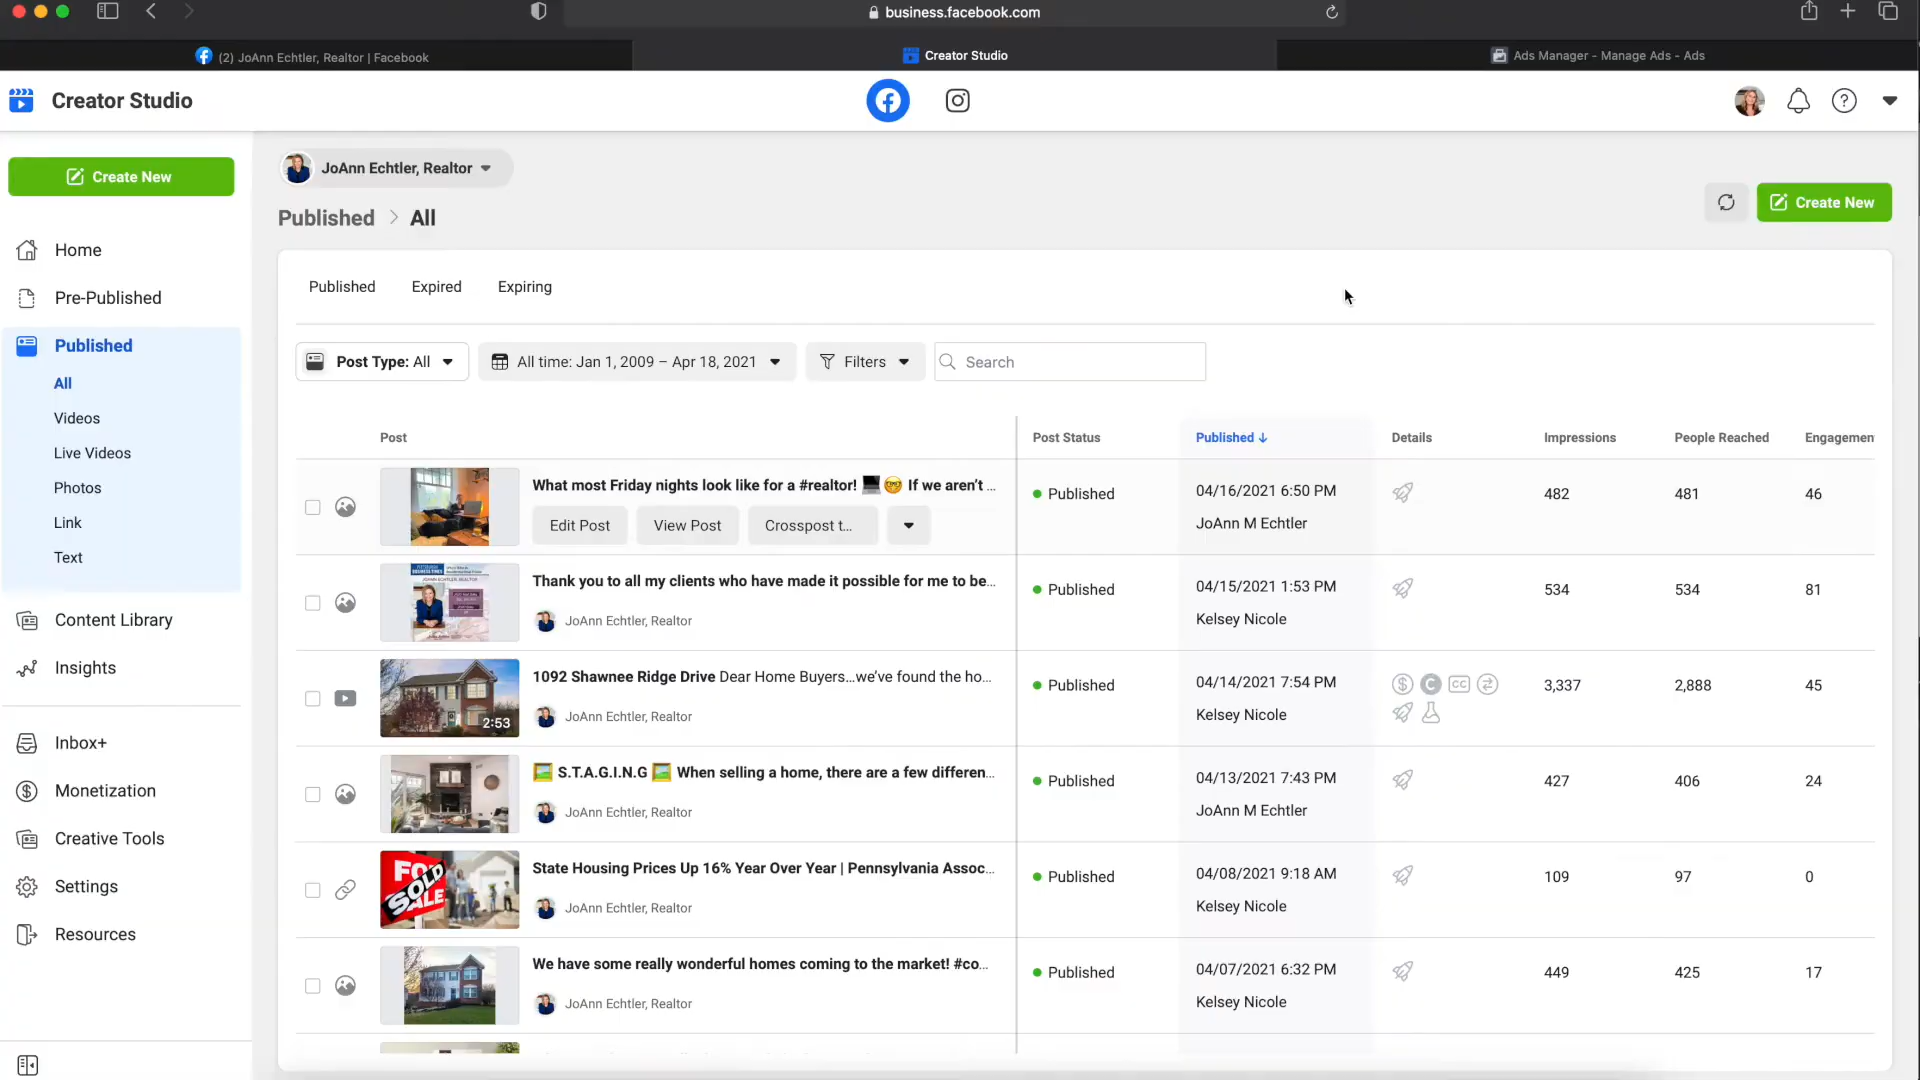 business.facebook.com
(2) JoAnn Echtler, Realtor | Facebook
Creator Studio
Ads Manager - Manage Ads - Ads
Creator Studio
Create New
JoAnn Echtler, Realtor
Published > All
Create New
Home
Pre-Published
Published
All
Videos
Live Videos
Photos
Link
Text
Content Library
Insights
Inbox+
Monetization
Creative Tools
Settings
Resources
Published Expired Expiring
Post Type: All
All time: Jan 1, 2009 – Apr 18, 2021
Filters
Search
Post Post Status Published ↓ Details Impressions People Reached Engagemen
What most Friday nights look like for a #realtor! 💻 🤓 If we aren't ...
Edit Post View Post Crosspost t...
Published
04/16/2021 6:50 PM
JoAnn M Echtler
482 481 46
Thank you to all my clients who have made it possible for me to be...
JoAnn Echtler, Realtor
Published
04/15/2021 1:53 PM
Kelsey Nicole
534 534 81
2:53
1092 Shawnee Ridge Drive Dear Home Buyers...we've found the ho...
JoAnn Echtler, Realtor
Published
04/14/2021 7:54 PM
Kelsey Nicole
CC
3,337 2,888 45
🖼️ S.T.A.G.I.N.G 🖼️ When selling a home, there are a few differen...
JoAnn Echtler, Realtor
Published
04/13/2021 7:43 PM
JoAnn M Echtler
427 406 24
FOR
SOLD
SALE
State Housing Prices Up 16% Year Over Year | Pennsylvania Assoc...
JoAnn Echtler, Realtor
Published
04/08/2021 9:18 AM
Kelsey Nicole
109 97 0
We have some really wonderful homes coming to the market! #co...
JoAnn Echtler, Realtor
Published
04/07/2021 6:32 PM
Kelsey Nicole
449 425 17